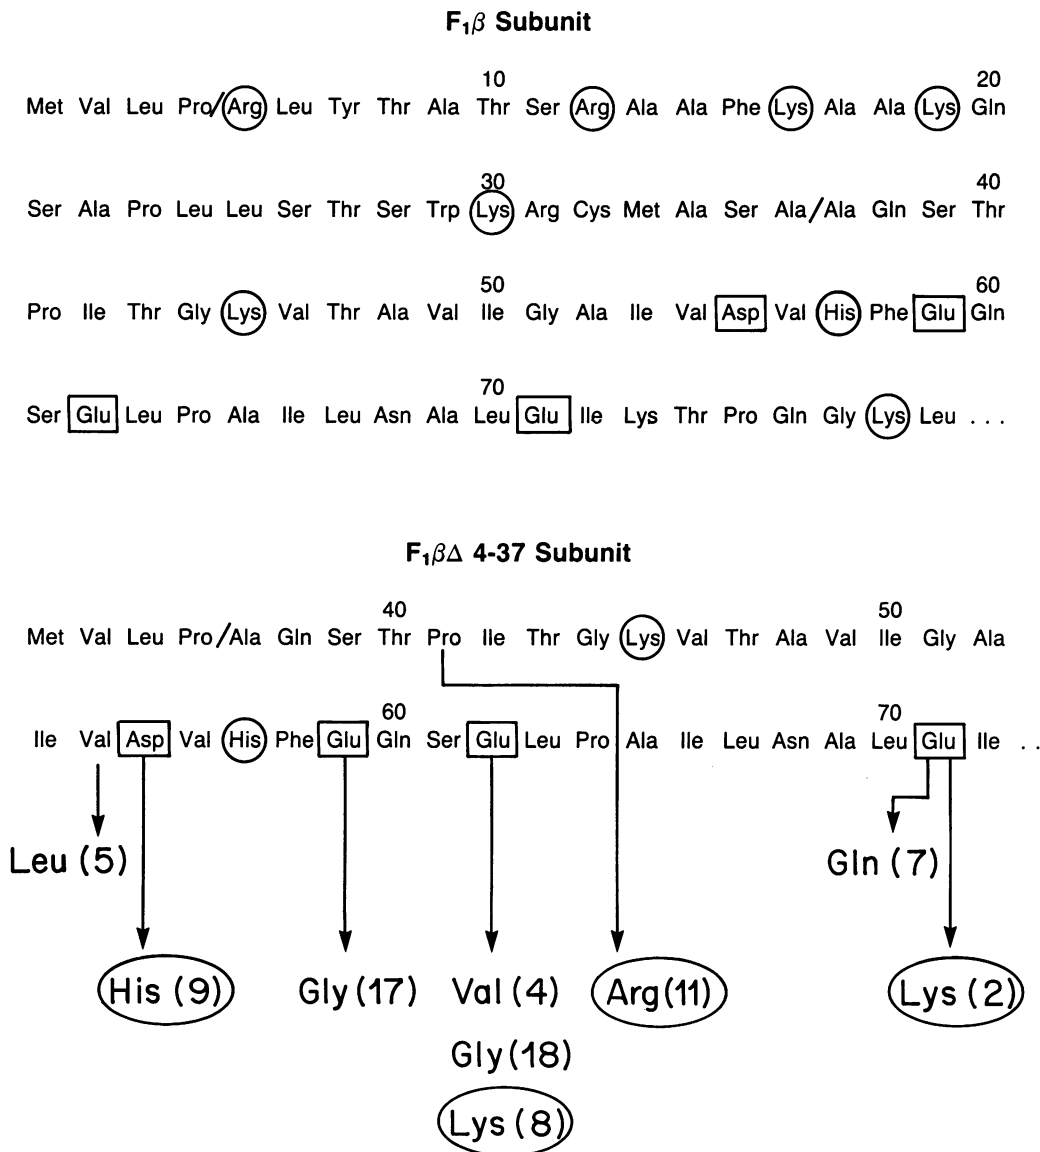 F₁β Subunit
10 20
Met Val Leu Pro/Arg Leu Tyr Thr Ala Thr Ser Arg Ala Ala Phe Lys Ala Ala Lys Gln
30 40
Ser Ala Pro Leu Leu Ser Thr Ser Trp Lys Arg Cys Met Ala Ser Ala/Ala Gln Ser Thr
50 60
Pro Ile Thr Gly Lys Val Thr Ala Val Ile Gly Ala Ile Val Asp Val His Phe Glu Gln
70
Ser Glu Leu Pro Ala Ile Leu Asn Ala Leu Glu Ile Lys Thr Pro Gln Gly Lys Leu ...
F₁βΔ 4-37 Subunit
40 50
Met Val Leu Pro/Ala Gln Ser Thr Pro Ile Thr Gly Lys Val Thr Ala Val Ile Gly Ala
60 70
Ile Val Asp Val His Phe Glu Gln Ser Glu Leu Pro Ala Ile Leu Asn Ala Leu Glu Ile ..
Leu (5) Gln (7)
His (9) Gly (17) Val (4) Arg (11) Lys (2)
Gly (18)
Lys (8)